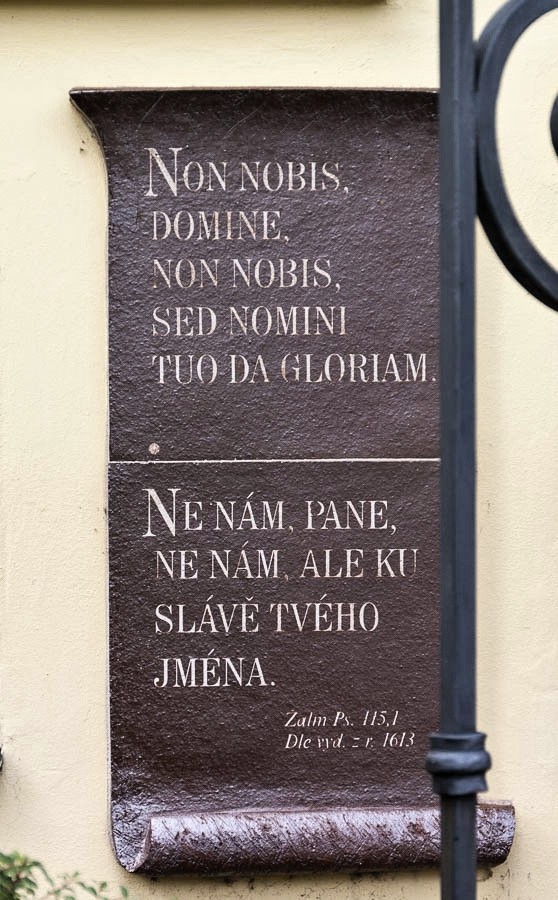 NON NOBIS,
DOMINE,
NON NOBIS,
SED NOMINI
TUO DA GLORIAM.
NE NÁM, PANE,
NE NÁM, ALE KU
SLÁVĚ TVÉHO
JMÉNA.
Žalm Ps. 115,1
Dle vyd. z r. 1613